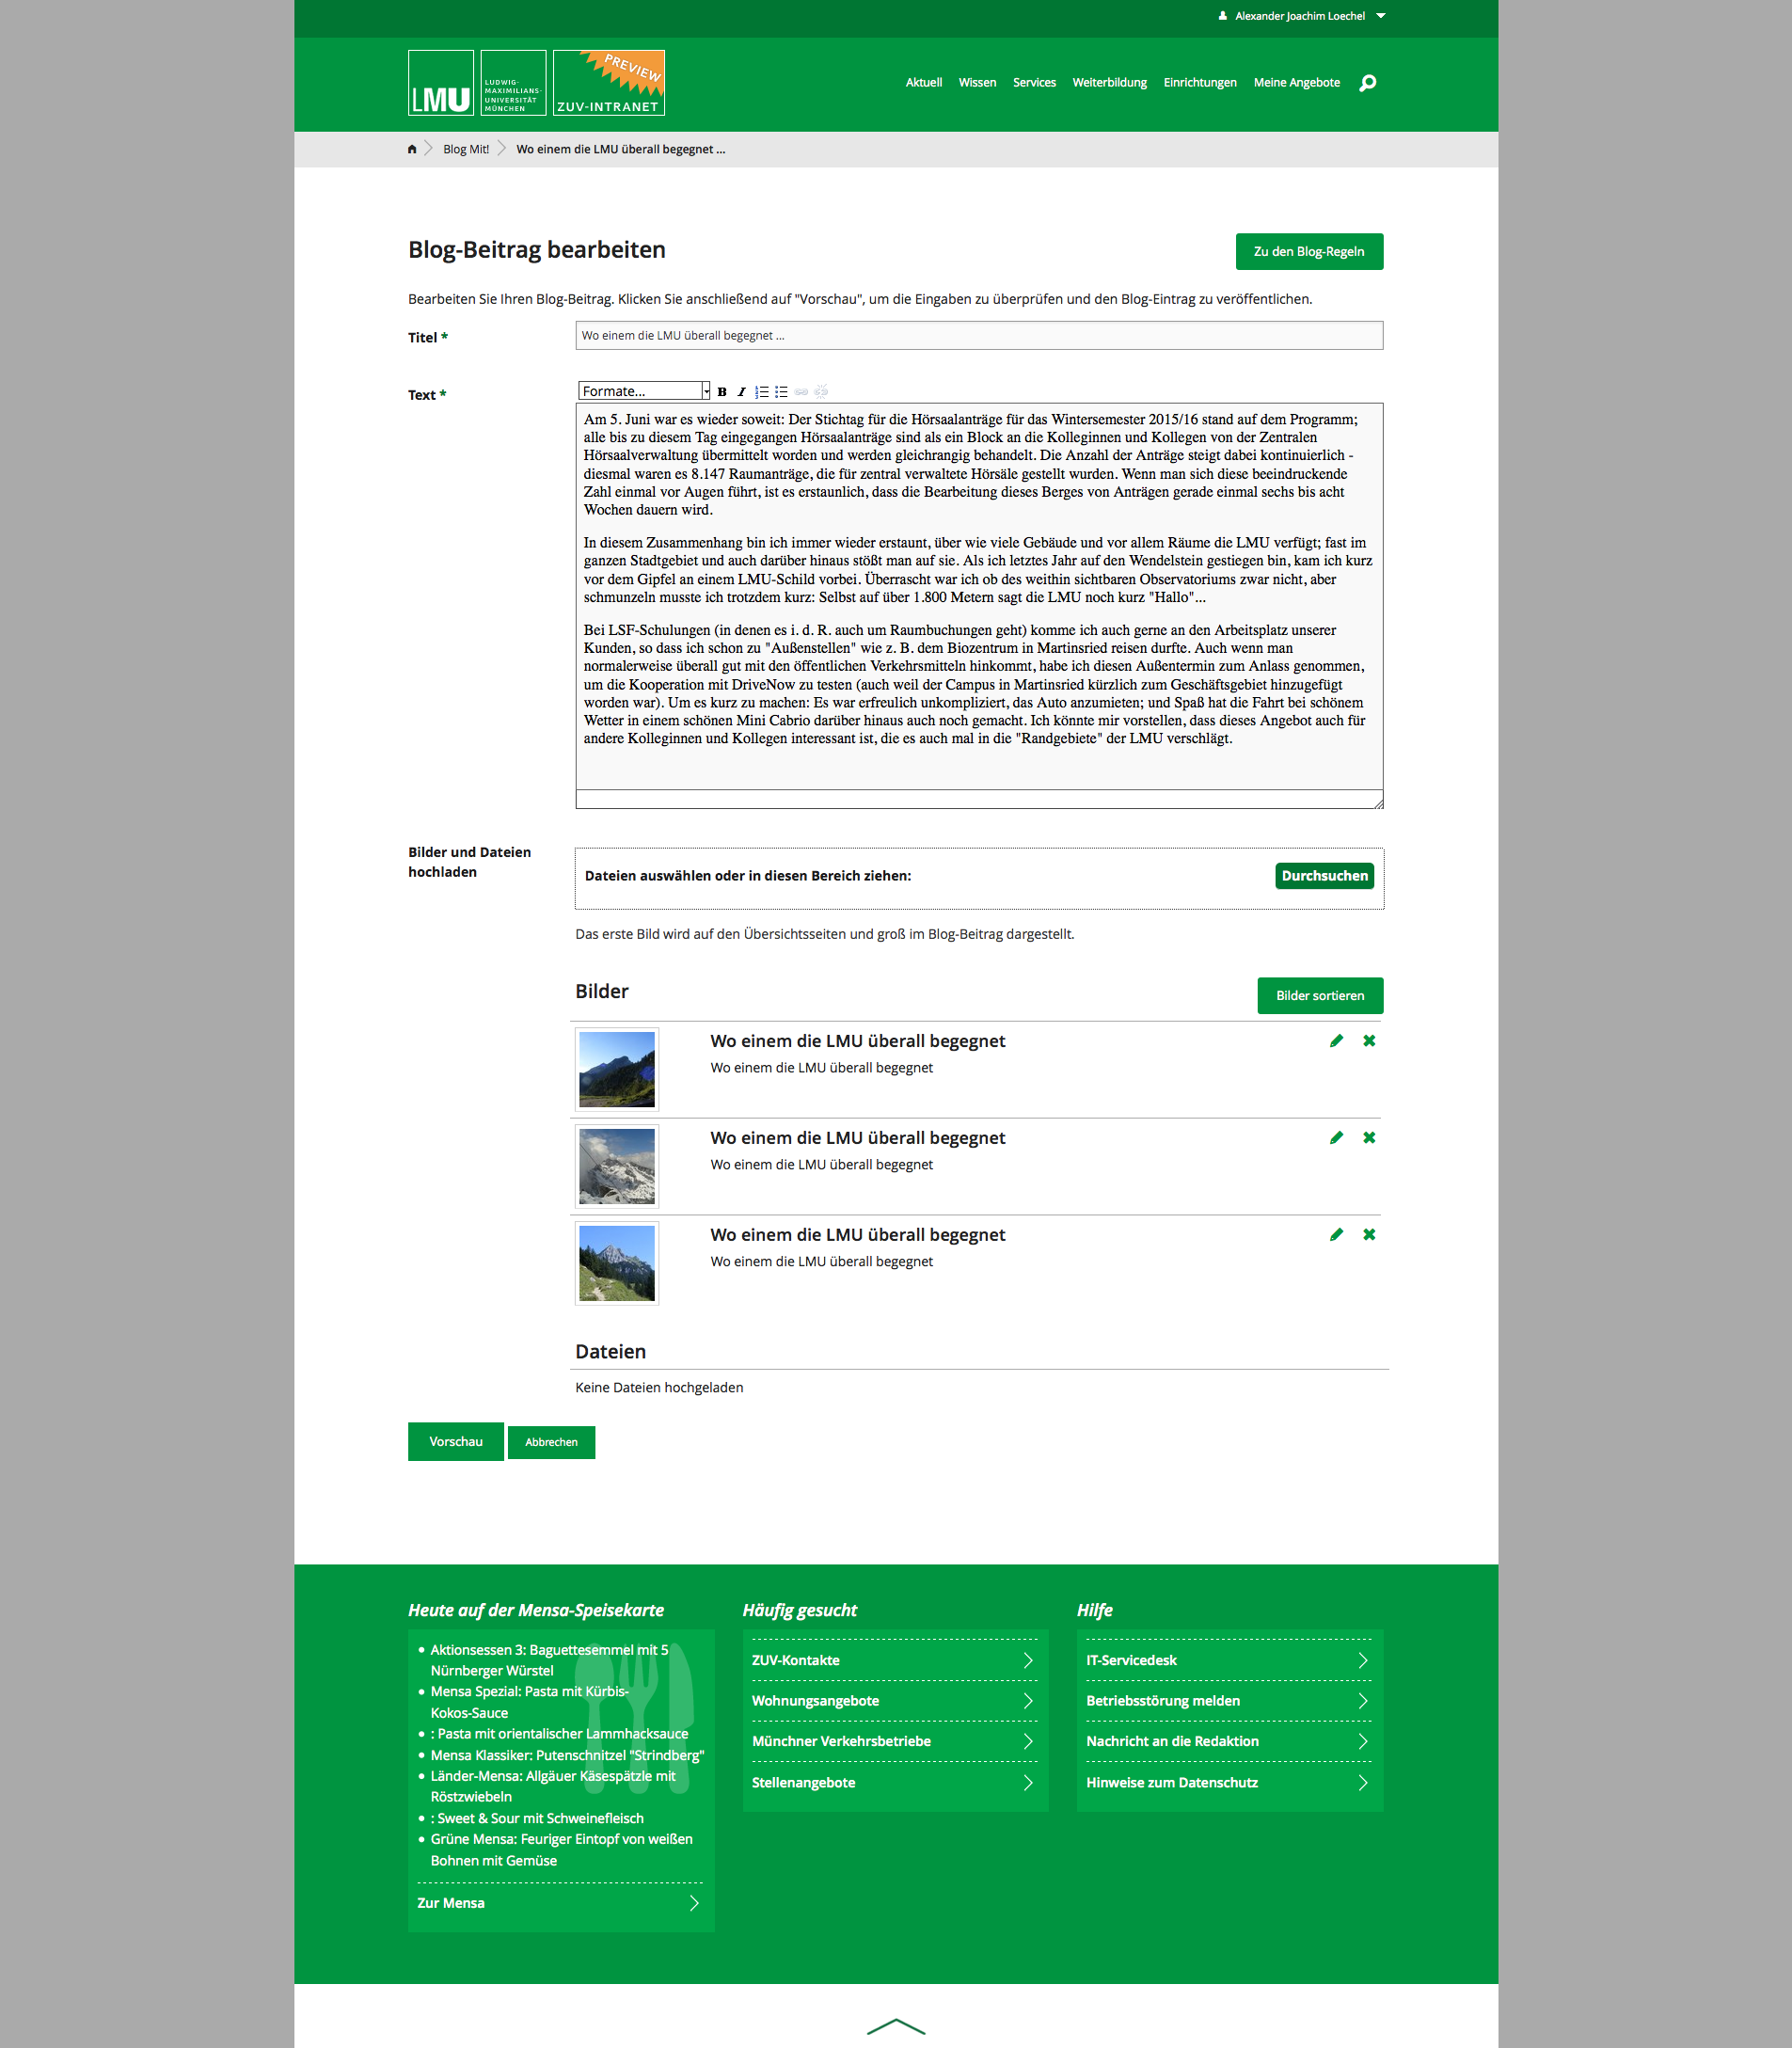 Alexander Joachim Loechel
LMU
LUDWIG-
MAXIMILIANS-
UNIVERSITÄT
MÜNCHEN
PREVIEW
ZUV-INTRANET
Aktuell Wissen Services Weiterbildung Einrichtungen Meine Angebote
Blog Mit! Wo einem die LMU überall begegnet ...
Blog-Beitrag bearbeiten
Zu den Blog-Regeln
Bearbeiten Sie Ihren Blog-Beitrag. Klicken Sie anschließend auf "Vorschau", um die Eingaben zu überprüfen und den Blog-Eintrag zu veröffentlichen.
Titel *
Wo einem die LMU überall begegnet ...
Text *
Formate... B I
Am 5. Juni war es wieder soweit: Der Stichtag für die Hörsaalanträge für das Wintersemester 2015/16 stand auf dem Programm;
alle bis zu diesem Tag eingegangen Hörsaalanträge sind als ein Block an die Kolleginnen und Kollegen von der Zentralen
Hörsaalverwaltung übermittelt worden und werden gleichrangig behandelt. Die Anzahl der Anträge steigt dabei kontinuierlich -
diesmal waren es 8.147 Raumanträge, die für zentral verwaltete Hörsäle gestellt wurden. Wenn man sich diese beeindruckende
Zahl einmal vor Augen führt, ist es erstaunlich, dass die Bearbeitung dieses Berges von Anträgen gerade einmal sechs bis acht
Wochen dauern wird.
In diesem Zusammenhang bin ich immer wieder erstaunt, über wie viele Gebäude und vor allem Räume die LMU verfügt; fast im
ganzen Stadtgebiet und auch darüber hinaus stößt man auf sie. Als ich letztes Jahr auf den Wendelstein gestiegen bin, kam ich kurz
vor dem Gipfel an einem LMU-Schild vorbei. Überrascht war ich ob des weithin sichtbaren Observatoriums zwar nicht, aber
schmunzeln musste ich trotzdem kurz: Selbst auf über 1.800 Metern sagt die LMU noch kurz "Hallo"...
Bei LSF-Schulungen (in denen es i. d. R. auch um Raumbuchungen geht) komme ich auch gerne an den Arbeitsplatz unserer
Kunden, so dass ich schon zu "Außenstellen" wie z. B. dem Biozentrum in Martinsried reisen durfte. Auch wenn man
normalerweise überall gut mit den öffentlichen Verkehrsmitteln hinkommt, habe ich diesen Außentermin zum Anlass genommen,
um die Kooperation mit DriveNow zu testen (auch weil der Campus in Martinsried kürzlich zum Geschäftsgebiet hinzugefügt
worden war). Um es kurz zu machen: Es war erfreulich unkompliziert, das Auto anzumieten; und Spaß hat die Fahrt bei schönem
Wetter in einem schönen Mini Cabrio darüber hinaus auch noch gemacht. Ich könnte mir vorstellen, dass dieses Angebot auch für
andere Kolleginnen und Kollegen interessant ist, die es auch mal in die "Randgebiete" der LMU verschlägt.
Bilder und Dateien
hochladen
Dateien auswählen oder in diesen Bereich ziehen:
Durchsuchen
Das erste Bild wird auf den Übersichtsseiten und groß im Blog-Beitrag dargestellt.
Bilder
Bilder sortieren
Wo einem die LMU überall begegnet
Wo einem die LMU überall begegnet
Wo einem die LMU überall begegnet
Wo einem die LMU überall begegnet
Wo einem die LMU überall begegnet
Wo einem die LMU überall begegnet
Dateien
Keine Dateien hochgeladen
Vorschau Abbrechen
Heute auf der Mensa-Speisekarte
Aktionsessen 3: Baguettesemmel mit 5
Nürnberger Würstel
Mensa Spezial: Pasta mit Kürbis-
Kokos-Sauce
: Pasta mit orientalischer Lammhacksauce
Mensa Klassiker: Putenschnitzel "Strindberg"
Länder-Mensa: Allgäuer Käsespätzle mit
Röstzwiebeln
: Sweet & Sour mit Schweinefleisch
Grüne Mensa: Feuriger Eintopf von weißen
Bohnen mit Gemüse
Zur Mensa
Häufig gesucht
ZUV-Kontakte
Wohnungsangebote
Münchner Verkehrsbetriebe
Stellenangebote
Hilfe
IT-Servicedesk
Betriebsstörung melden
Nachricht an die Redaktion
Hinweise zum Datenschutz